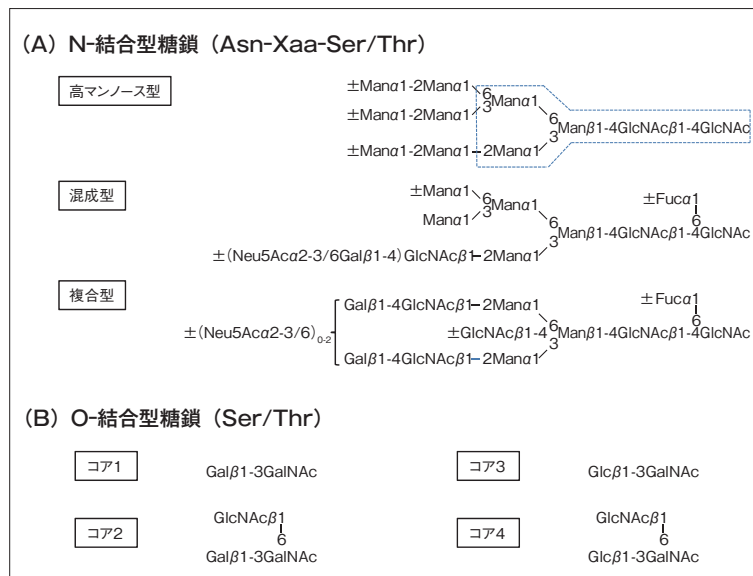 (A) N-結合型糖鎖（Asn-Xaa-Ser/Thr）
高マンノース型
±Manα1-2Manα1
6
±Manα1-2Manα1
3
Manα1
±Manα1-2Manα1-2Manα1
6
3
Manβ1-4GlcNAcβ1-4GlcNAc
混成型
±Manα1
Manα1
6
3
Manα1
±(Neu5Acα2-3/6Galβ1-4)GlcNAcβ1-2Manα1
6
3
Manβ1-4GlcNAcβ1-4GlcNAc
±Fucα1
6
複合型
±(Neu5Acα2-3/6)0-2
Galβ1-4GlcNAcβ1-2Manα1
±GlcNAcβ1-4
Galβ1-4GlcNAcβ1-2Manα1
6
3
Manβ1-4GlcNAcβ1-4GlcNAc
±Fucα1
6
(B) O-結合型糖鎖（Ser/Thr）
コア1
Galβ1-3GalNAc
コア3
Glcβ1-3GalNAc
コア2
GlcNAcβ1
6
Galβ1-3GalNAc
コア4
GlcNAcβ1
6
Glcβ1-3GalNAc